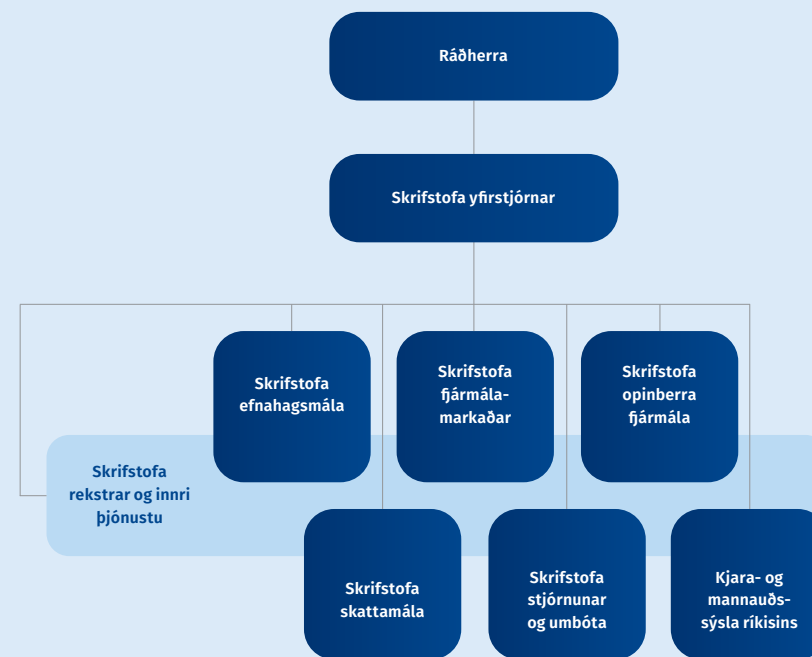 Ráðherra
Skrifstofa yfirstjórnar
Skrifstofa
efnahagsmála
Skrifstofa
fjármála-
markaðar
Skrifstofa
opinberra
fjármála
Skrifstofa
rekstrar og innri
þjónustu
Skrifstofa
skattamála
Skrifstofa
stjórnunar
og umbóta
Kjara- og
mannauðs-
sýsla ríkisins